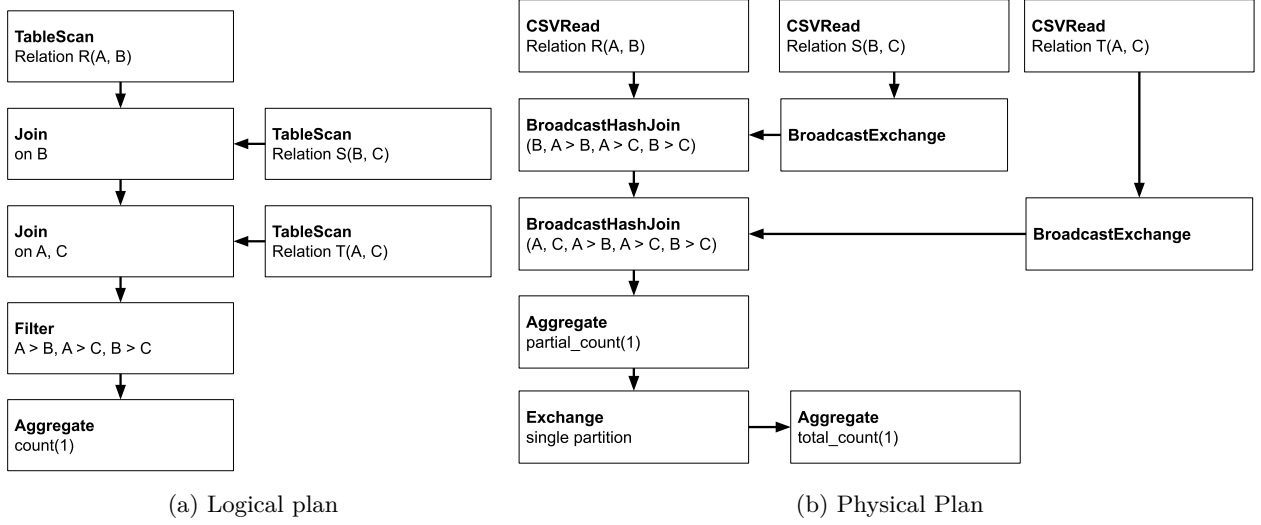 TableScan
Relation R(A, B)
Join
on B
TableScan
Relation S(B, C)
Join
on A, C
TableScan
Relation T(A, C)
Filter
A > B, A > C, B > C
Aggregate
count(1)
(a) Logical plan
CSVRead
Relation R(A, B)
CSVRead
Relation S(B, C)
CSVRead
Relation T(A, C)
BroadcastHashJoin
(B, A > B, A > C, B > C)
BroadcastExchange
BroadcastHashJoin
(A, C, A > B, A > C, B > C)
BroadcastExchange
Aggregate
partial_count(1)
Exchange
single partition
Aggregate
total_count(1)
(b) Physical Plan